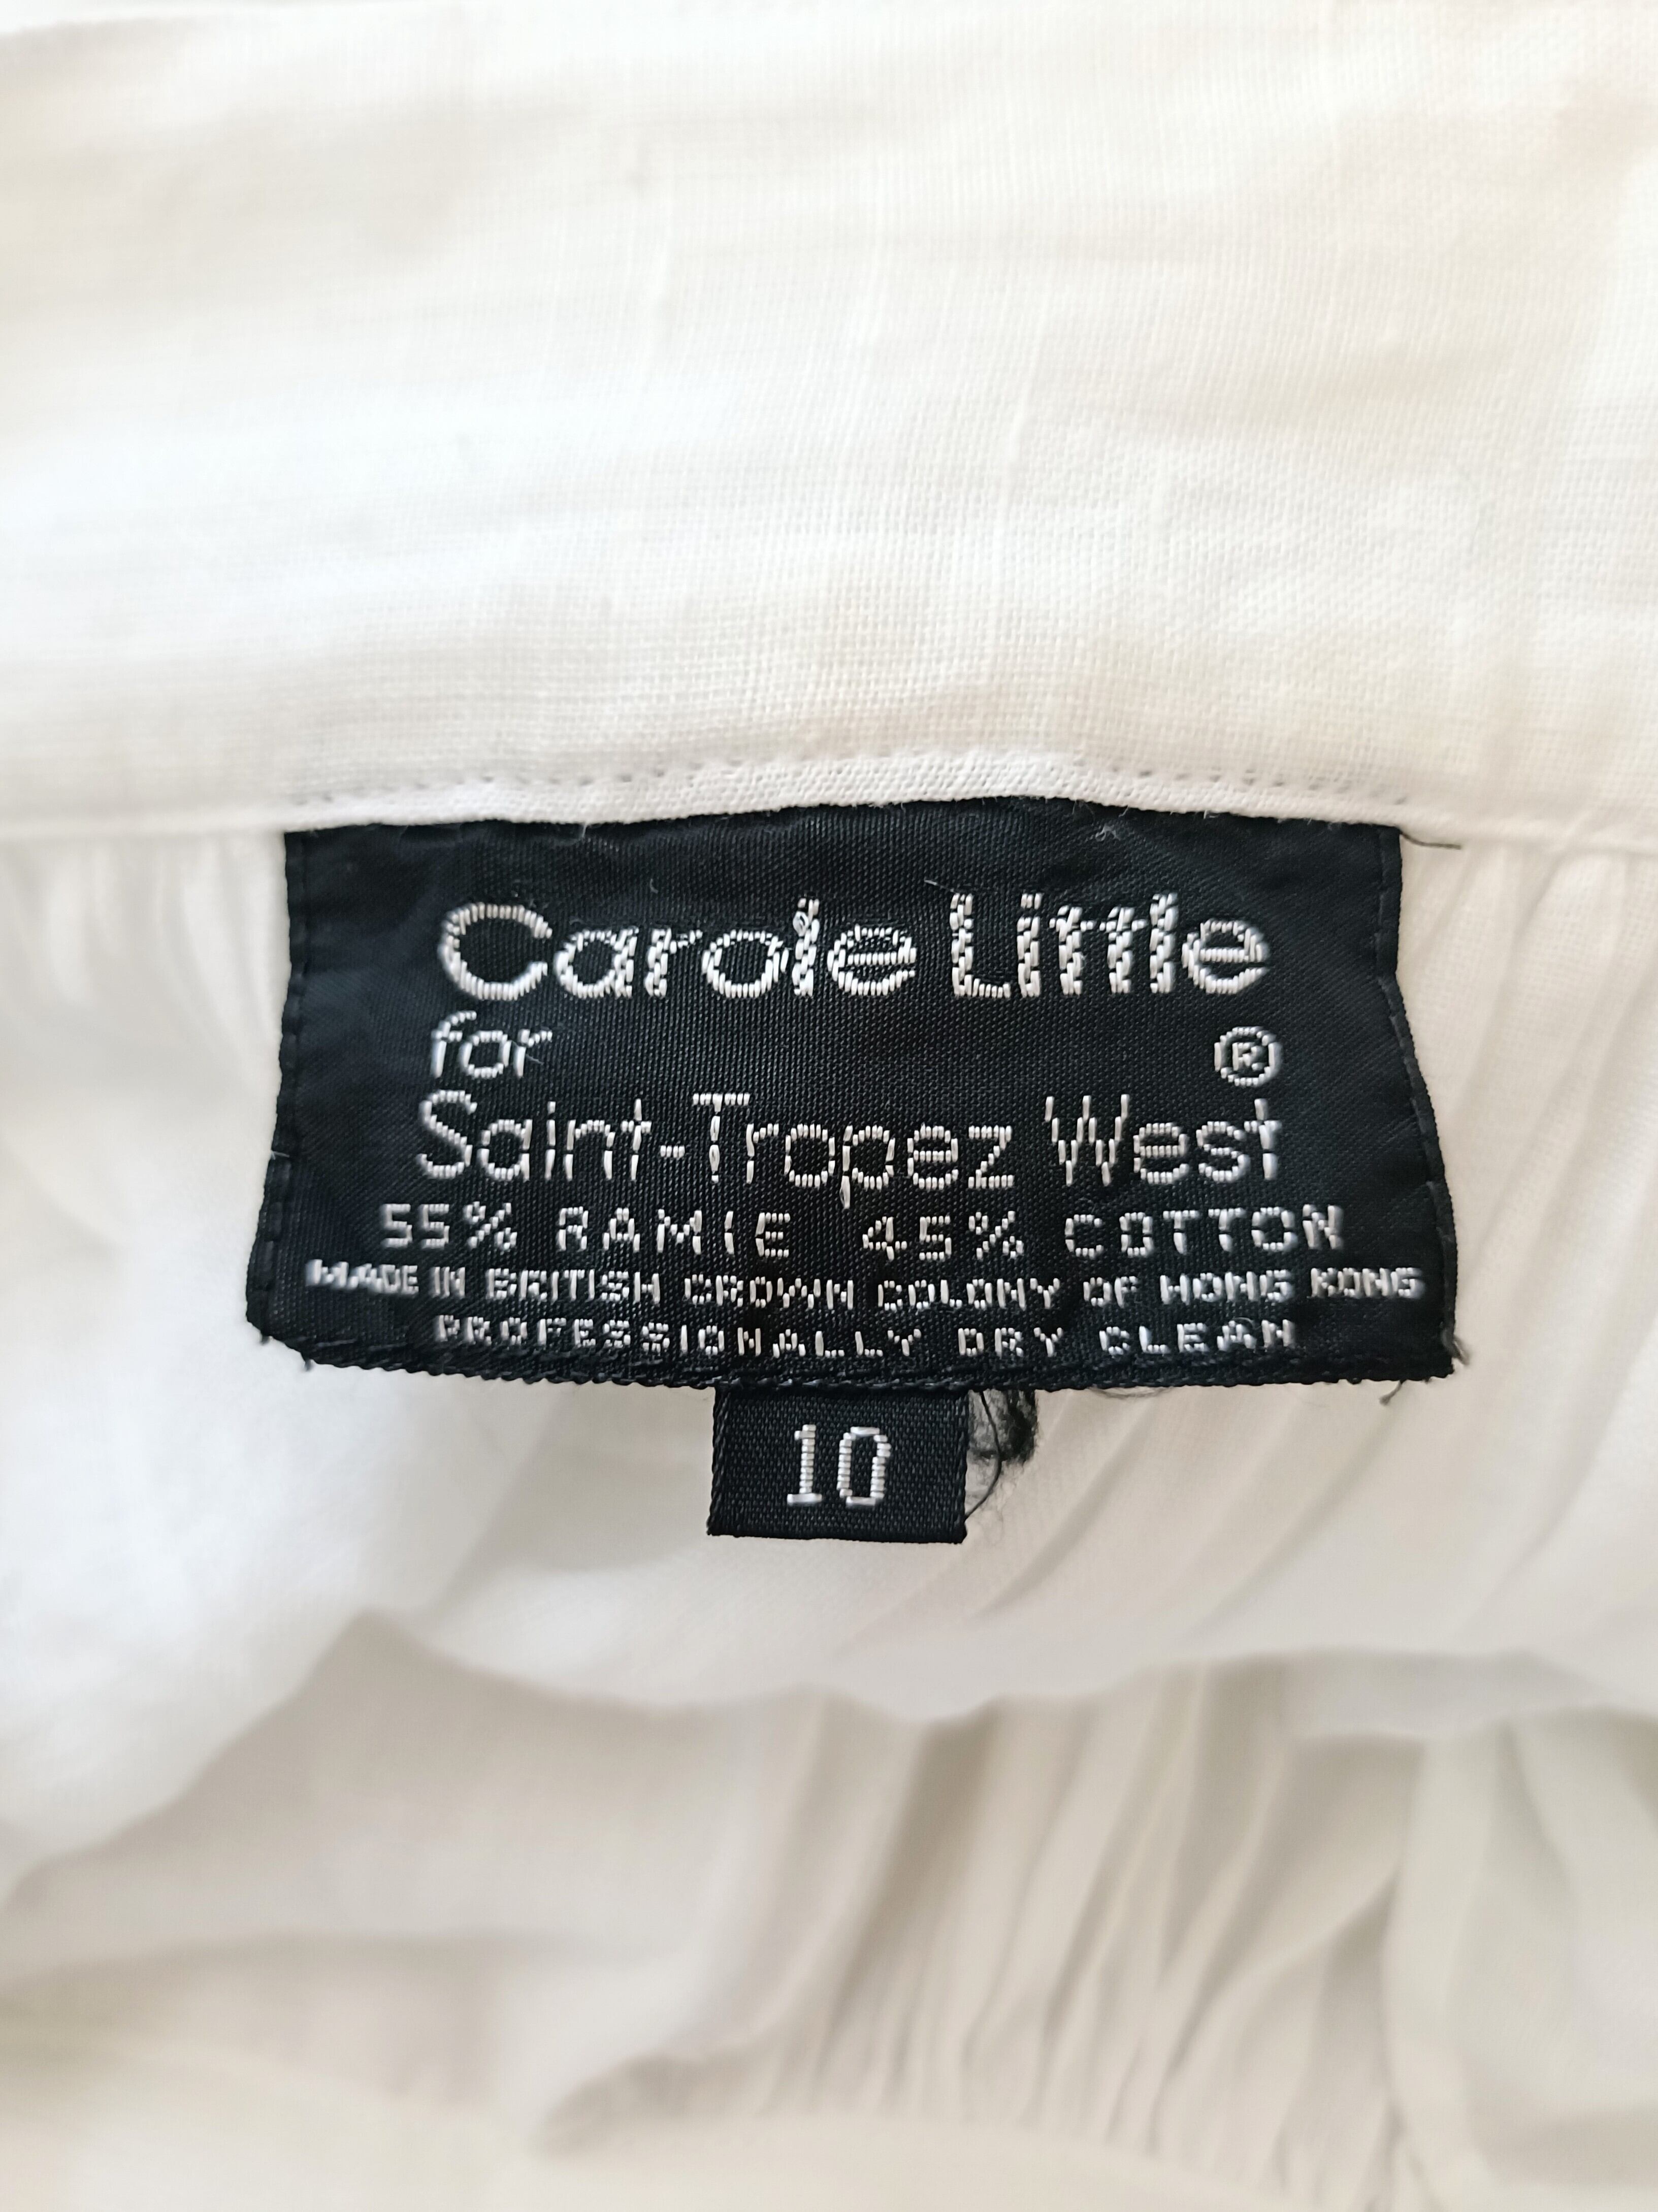 Carole Little
for ®
Saint-Tropez West
55% RAMIE 45% COTTON
MADE IN BRITISH CROWN COLONY OF HONG KONG
PROFESSIONALLY DRY CLEAN
10